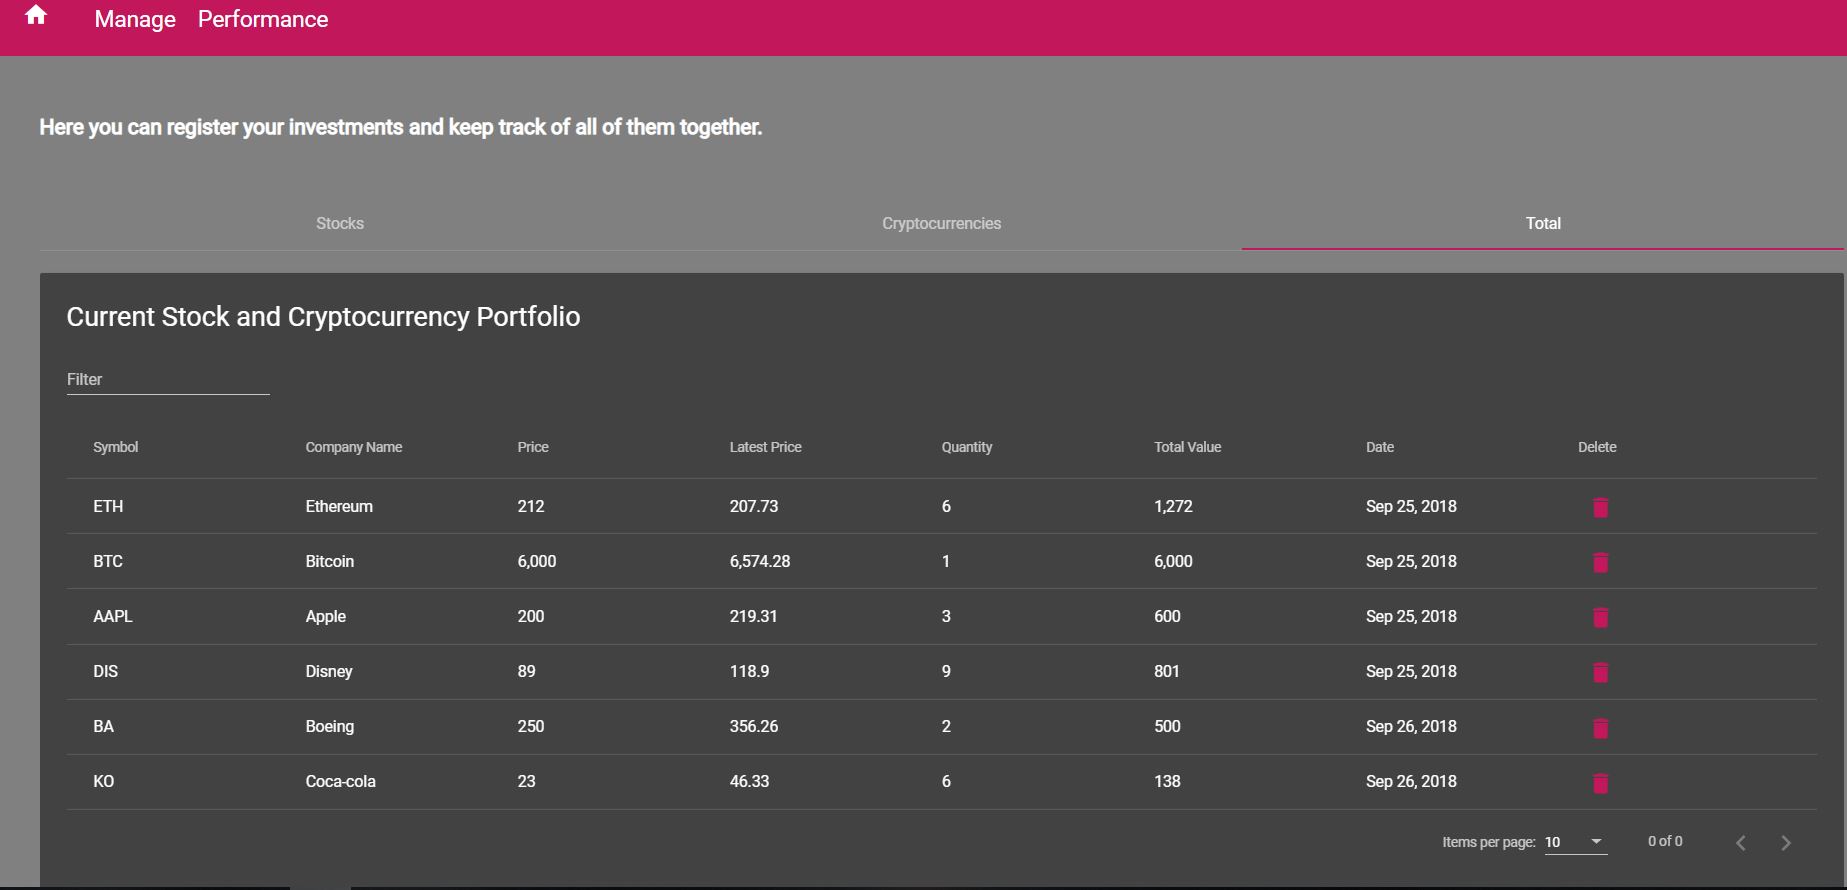 Manage Performance
Here you can register your investments and keep track of all of them together.
Stocks Cryptocurrencies Total
Current Stock and Cryptocurrency Portfolio
Filter
Symbol Company Name Price Latest Price Quantity Total Value Date Delete
ETH Ethereum 212 207.73 6 1,272 Sep 25, 2018
BTC Bitcoin 6,000 6,574.28 1 6,000 Sep 25, 2018
AAPL Apple 200 219.31 3 600 Sep 25, 2018
DIS Disney 89 118.9 9 801 Sep 25, 2018
BA Boeing 250 356.26 2 500 Sep 26, 2018
KO Coca-cola 23 46.33 6 138 Sep 26, 2018
Items per page: 10 0 of 0